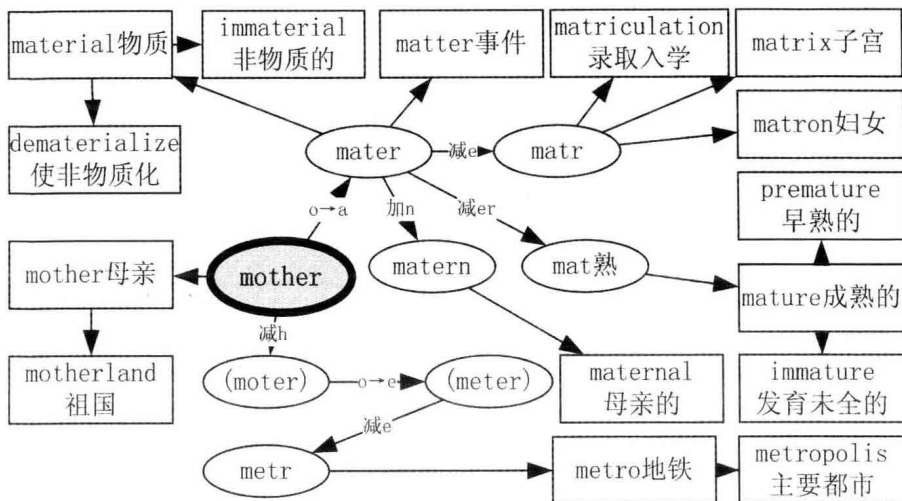 material物质
immaterial
非物质的
matter事件
matriculation
录取入学
matrix子宫
dematerialize
使非物质化
mater
减e
matr
matron妇女
o→a
加n
减er
premature
早熟的
mother母亲
mother
matern
mat熟
mature成熟的
减h
motherland
祖国
(moter)
o→e
(meter)
maternal
母亲的
immature
发育未全的
减e
metr
metro地铁
metropolis
主要都市